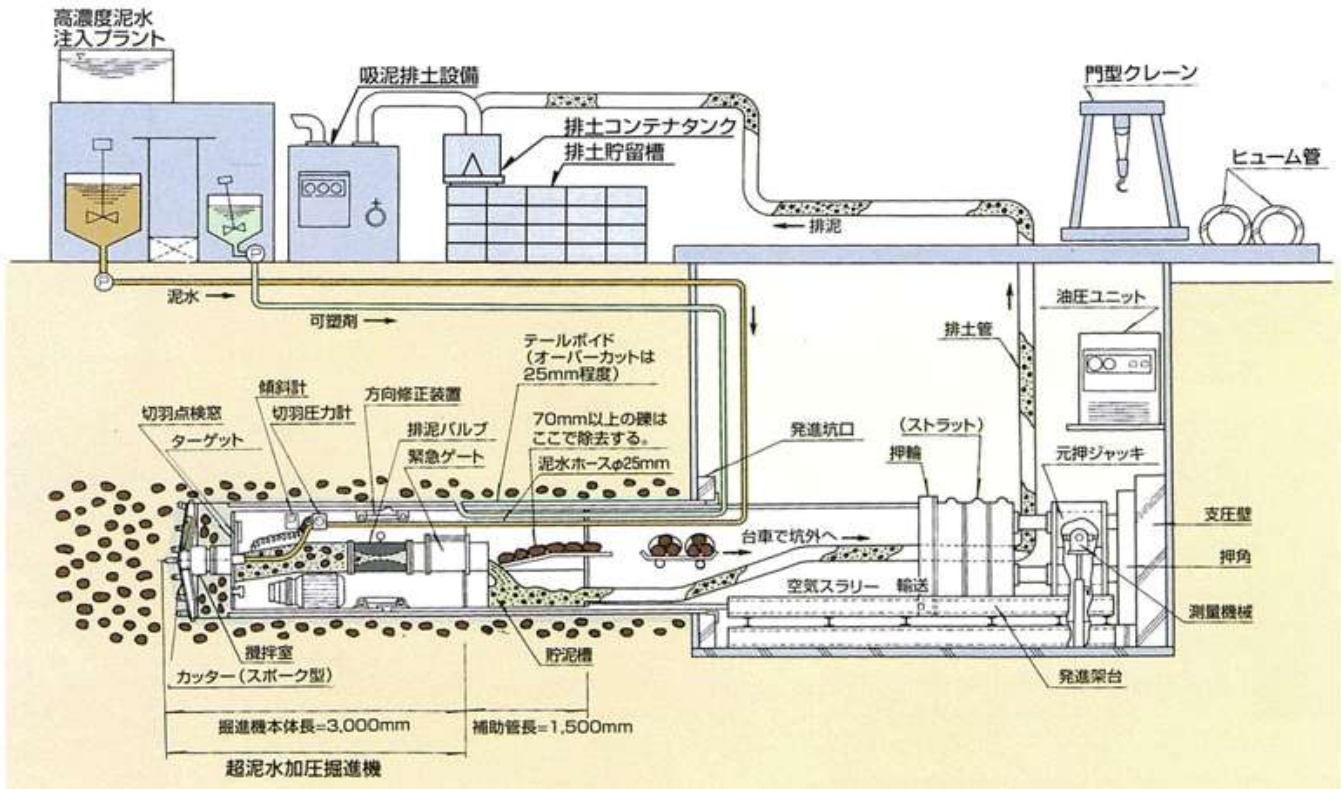 高濃度泥水
注入プラント
吸泥排土設備
排土コンテナタンク
排土貯留槽
門型クレーン
ヒューム管
排泥
P
P
泥水
可塑剤
油圧ユニット
排土管
テールボイド
(オーバーカットは
25mm程度)
傾斜計
切羽圧力計
方向修正装置
切羽点検窓
ターゲット
排泥バルブ
緊急ゲート
70mm以上の礫は
ここで除去する。
泥水ホースφ25mm
発進坑口
(ストラット)
押輪
元押ジャッキ
支圧壁
押角
測量機械
台車で坑外へ
空気スラリー 輸送
攪拌室
カッター(スポーク型)
貯泥槽
発進架台
掘進機本体長=3,000mm
補助管長=1,500mm
超泥水加圧掘進機